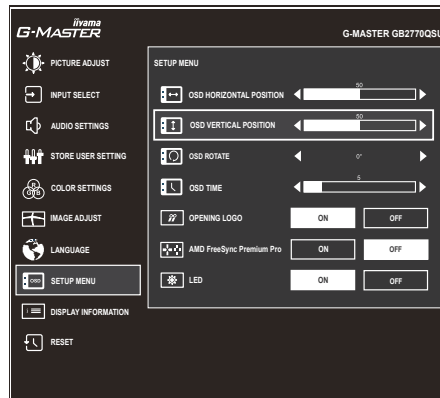 iiyama
G-MASTER
G-MASTER GB2770QSU
PICTURE ADJUST
INPUT SELECT
AUDIO SETTINGS
STORE USER SETTING
COLOR SETTINGS
IMAGE ADJUST
LANGUAGE
OSD SETUP MENU
DISPLAY INFORMATION
RESET
SETUP MENU
OSD HORIZONTAL POSITION 50
OSD VERTICAL POSITION 50
OSD ROTATE 0°
OSD TIME 5
OPENING LOGO ON OFF
AMD FreeSync Premium Pro ON OFF
LED ON OFF